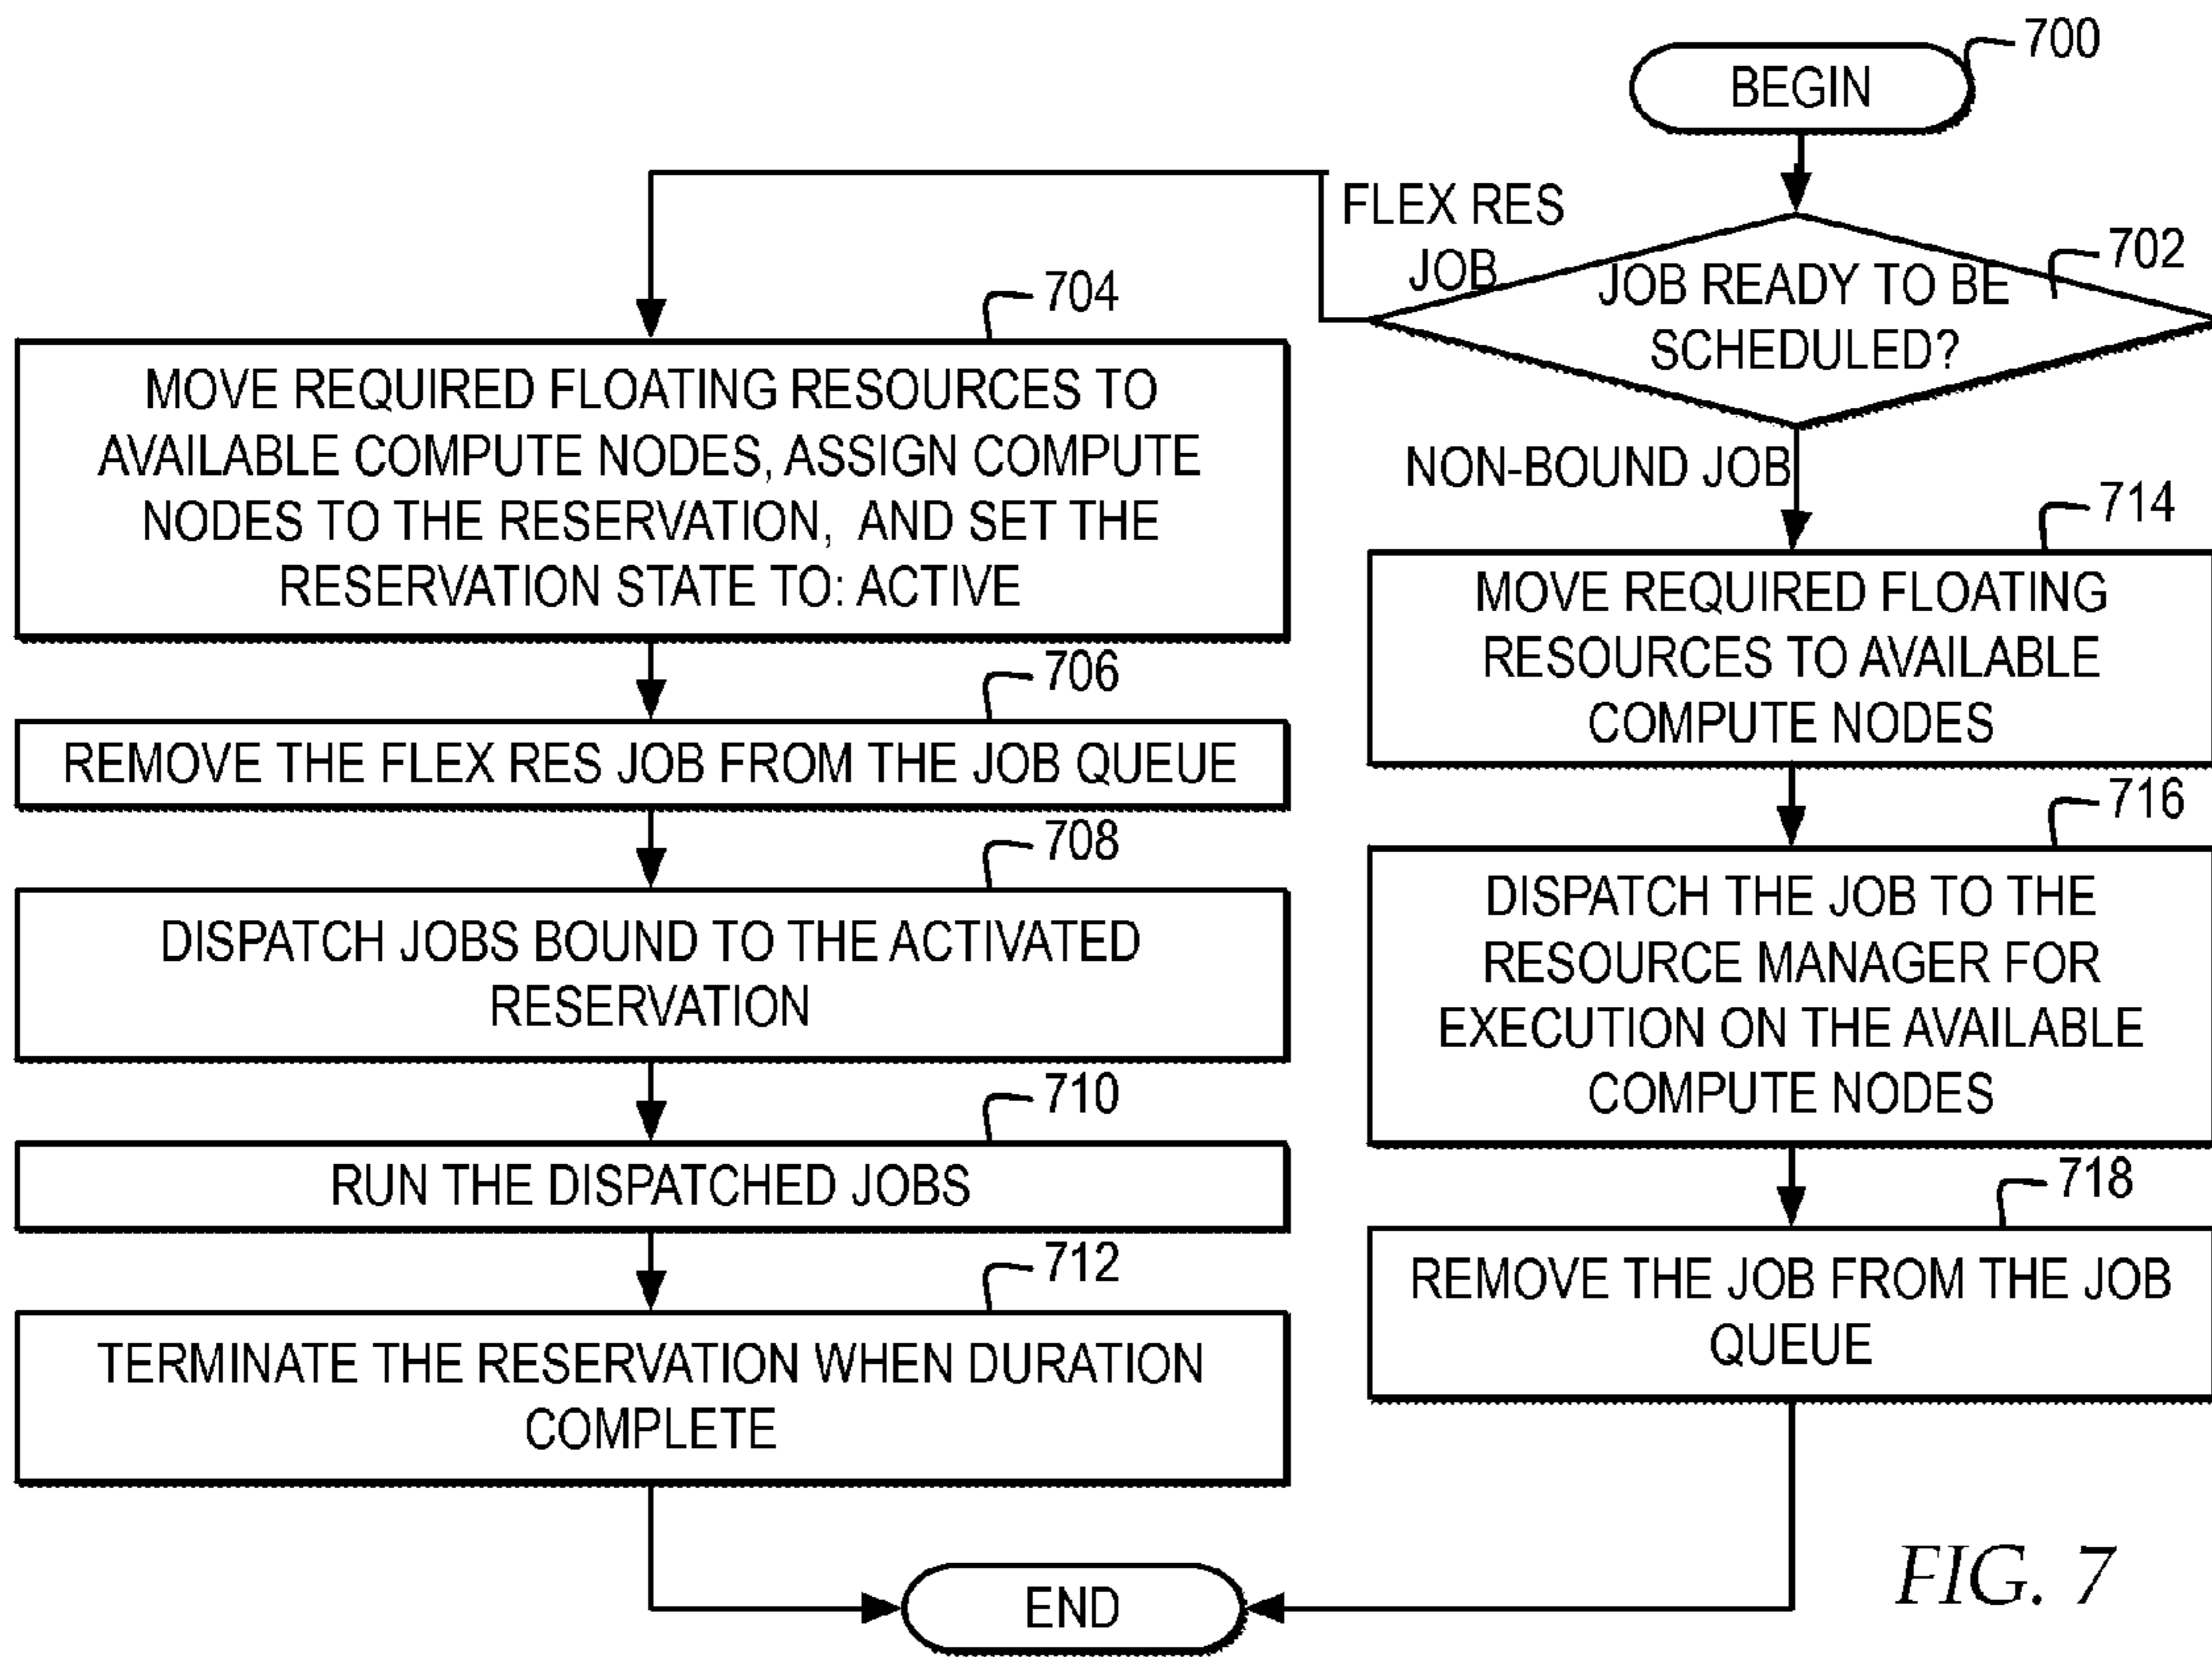 700
BEGIN
FLEX RES
JOB
702
JOB READY TO BE
SCHEDULED?
704
MOVE REQUIRED FLOATING RESOURCES TO
AVAILABLE COMPUTE NODES, ASSIGN COMPUTE
NODES TO THE RESERVATION, AND SET THE
RESERVATION STATE TO: ACTIVE
706
REMOVE THE FLEX RES JOB FROM THE JOB QUEUE
708
DISPATCH JOBS BOUND TO THE ACTIVATED
RESERVATION
710
RUN THE DISPATCHED JOBS
712
TERMINATE THE RESERVATION WHEN DURATION
COMPLETE
NON-BOUND JOB
714
MOVE REQUIRED FLOATING
RESOURCES TO AVAILABLE
COMPUTE NODES
716
DISPATCH THE JOB TO THE
RESOURCE MANAGER FOR
EXECUTION ON THE AVAILABLE
COMPUTE NODES
718
REMOVE THE JOB FROM THE JOB
QUEUE
END
FIG. 7